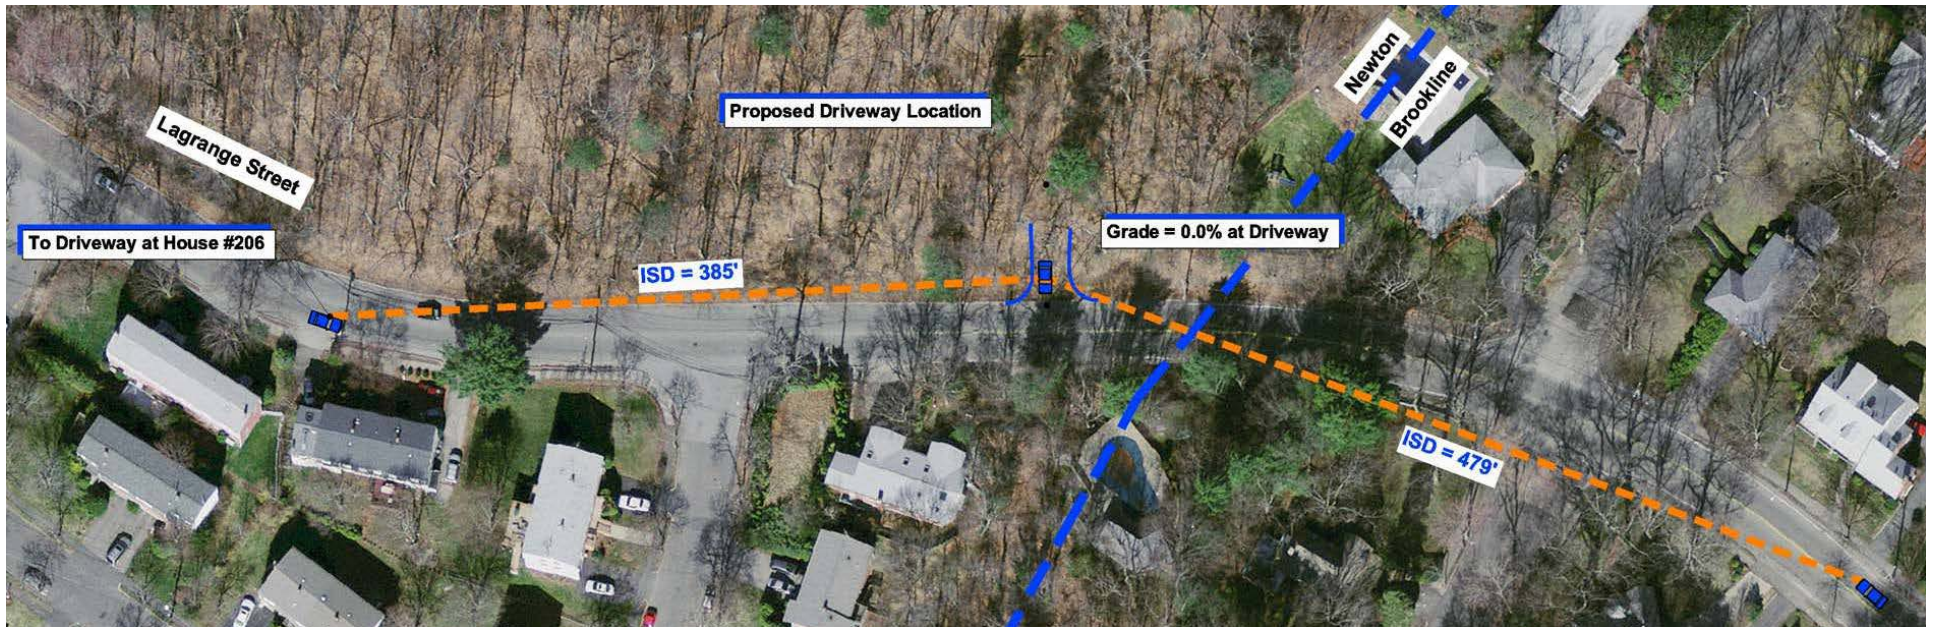 Newton
Brookline
Proposed Driveway Location
Lagrange Street
To Driveway at House #206
Grade = 0.0% at Driveway
ISD = 385'
ISD = 479'